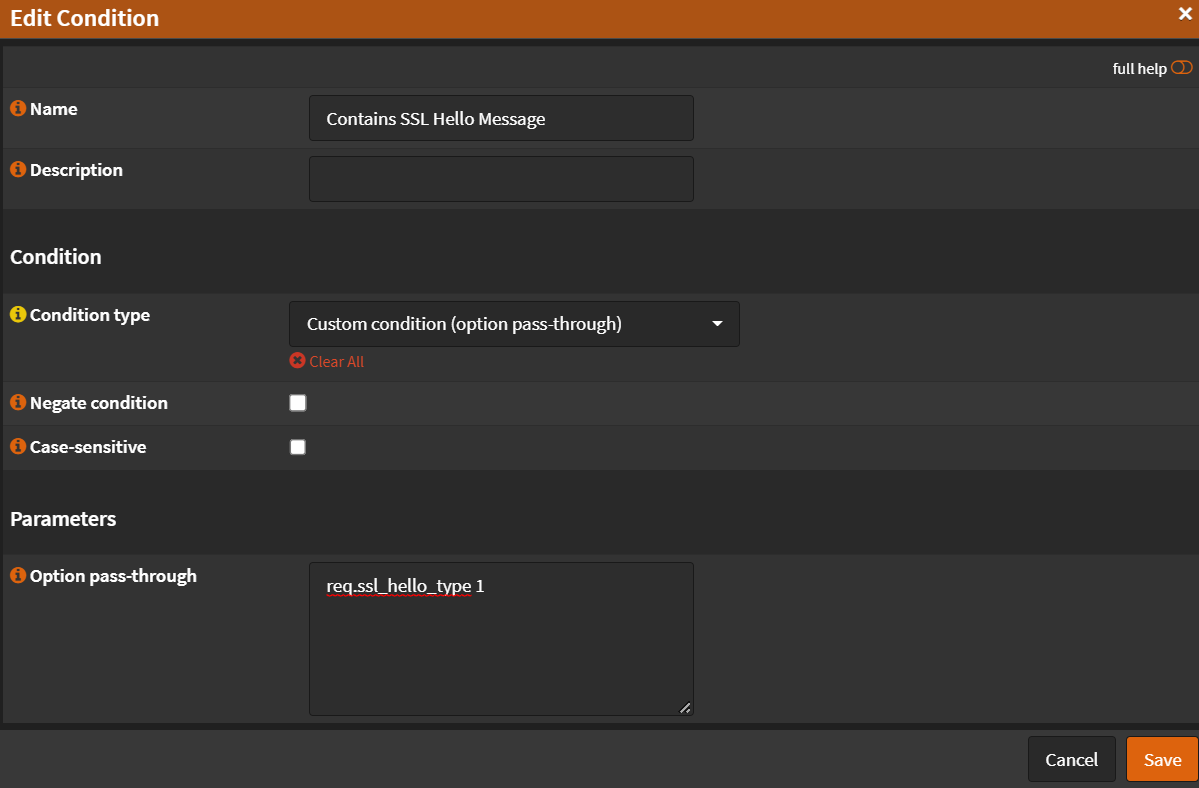 Edit Condition
full help
Name
Contains SSL Hello Message
Description
Condition
Condition type
Custom condition (option pass-through)
Clear All
Negate condition
Case-sensitive
Parameters
Option pass-through
req.ssl_hello_type 1
Cancel
Save